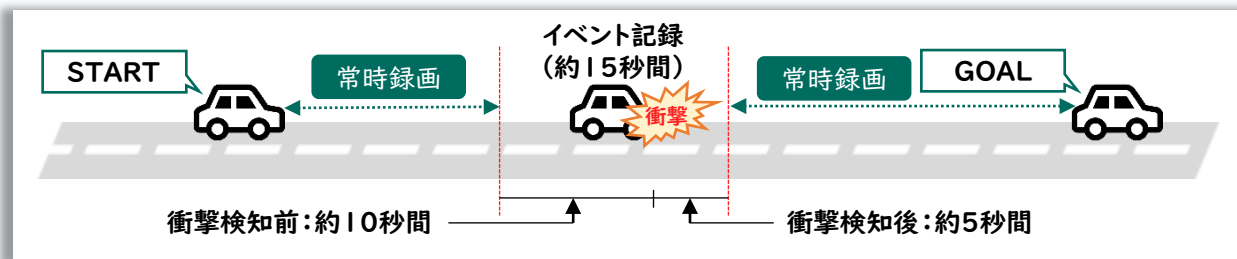 イベント記録
(約15秒間)
START
常時録画
常時録画
GOAL
衝撃
衝撃検知前：約10秒間
衝撃検知後：約5秒間